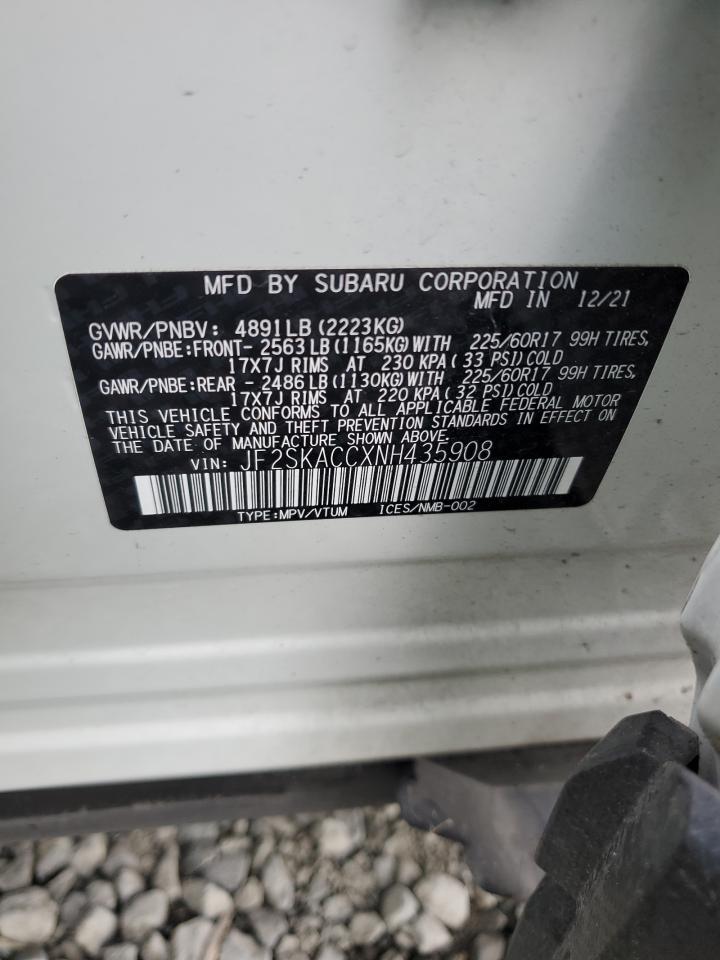 MFD BY SUBARU CORPORATION
MFD IN 12/21
GVWR/PNBV: 4891LB(2223KG)
GAWR/PNBE:FRONT- 2563LB(1165KG)WITH 225/60R17 99H TIRES,
17X7J RIMS AT 230 KPA( 33 PSI)COLD
GAWR/PNBE:REAR - 2486LB(1130KG)WITH 225/60R17 99H TIRES,
17X7J RIMS AT 220 KPA( 32 PSI)COLD
THIS VEHICLE CONFORMS TO ALL APPLICABLE FEDERAL MOTOR
VEHICLE SAFETY AND THEFT PREVENTION STANDARDS IN EFFECT ON
THE DATE OF MANUFACTURE SHOWN ABOVE.
VIN: JF2SKACCXNH435908
TYPE:MPV/VTUM ICES/NMB-002